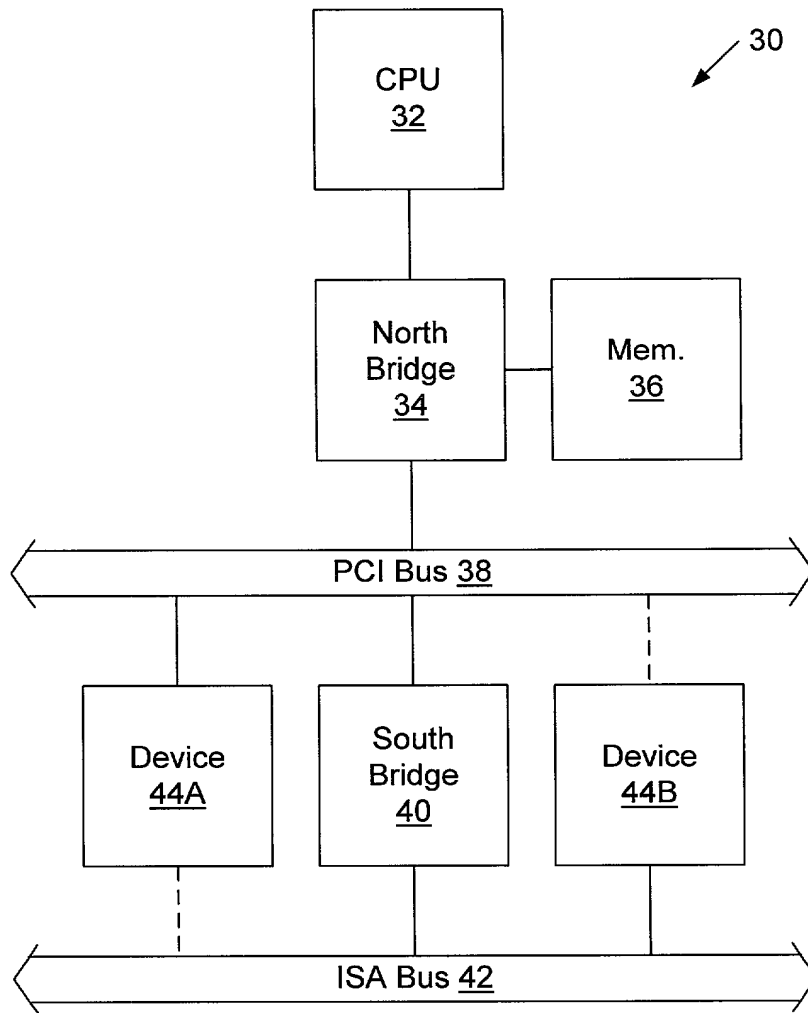 30
CPU
32
North
Bridge
34
Mem.
36
PCI Bus 38
Device
44A
South
Bridge
40
Device
44B
ISA Bus 42